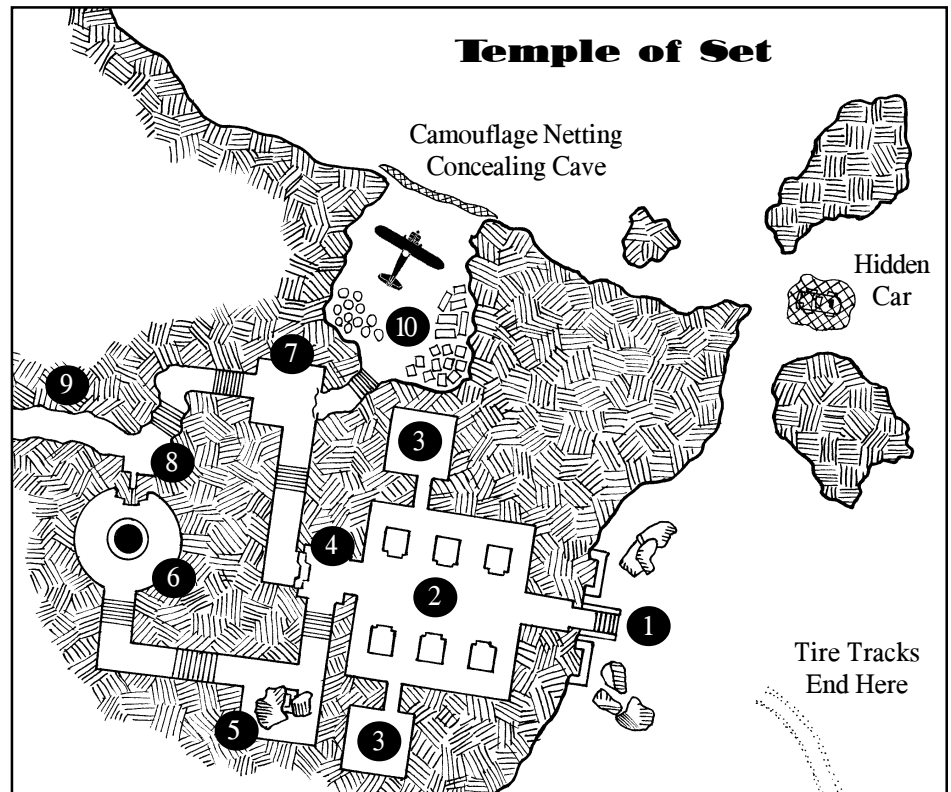 Temple of Set
Camouflage Netting
Concealing Cave
Hidden
Car
10
7
9
3
8
4
6
2
1
Tire Tracks
End Here
5
3